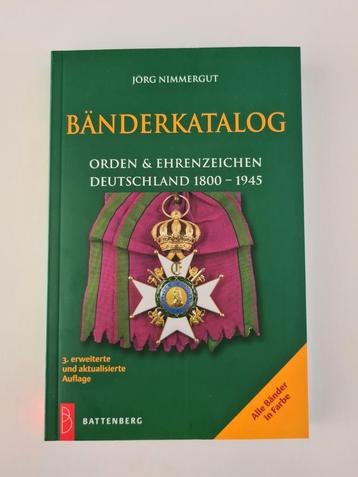 JÖRG NIMMERGUT
BÄNDERKATALOG
ORDEN & EHRENZEICHEN
DEUTSCHLAND 1800 – 1945
3. erweiterte
und aktualisierte
Auflage
Alle Bänder
in Farbe
BATTENBERG